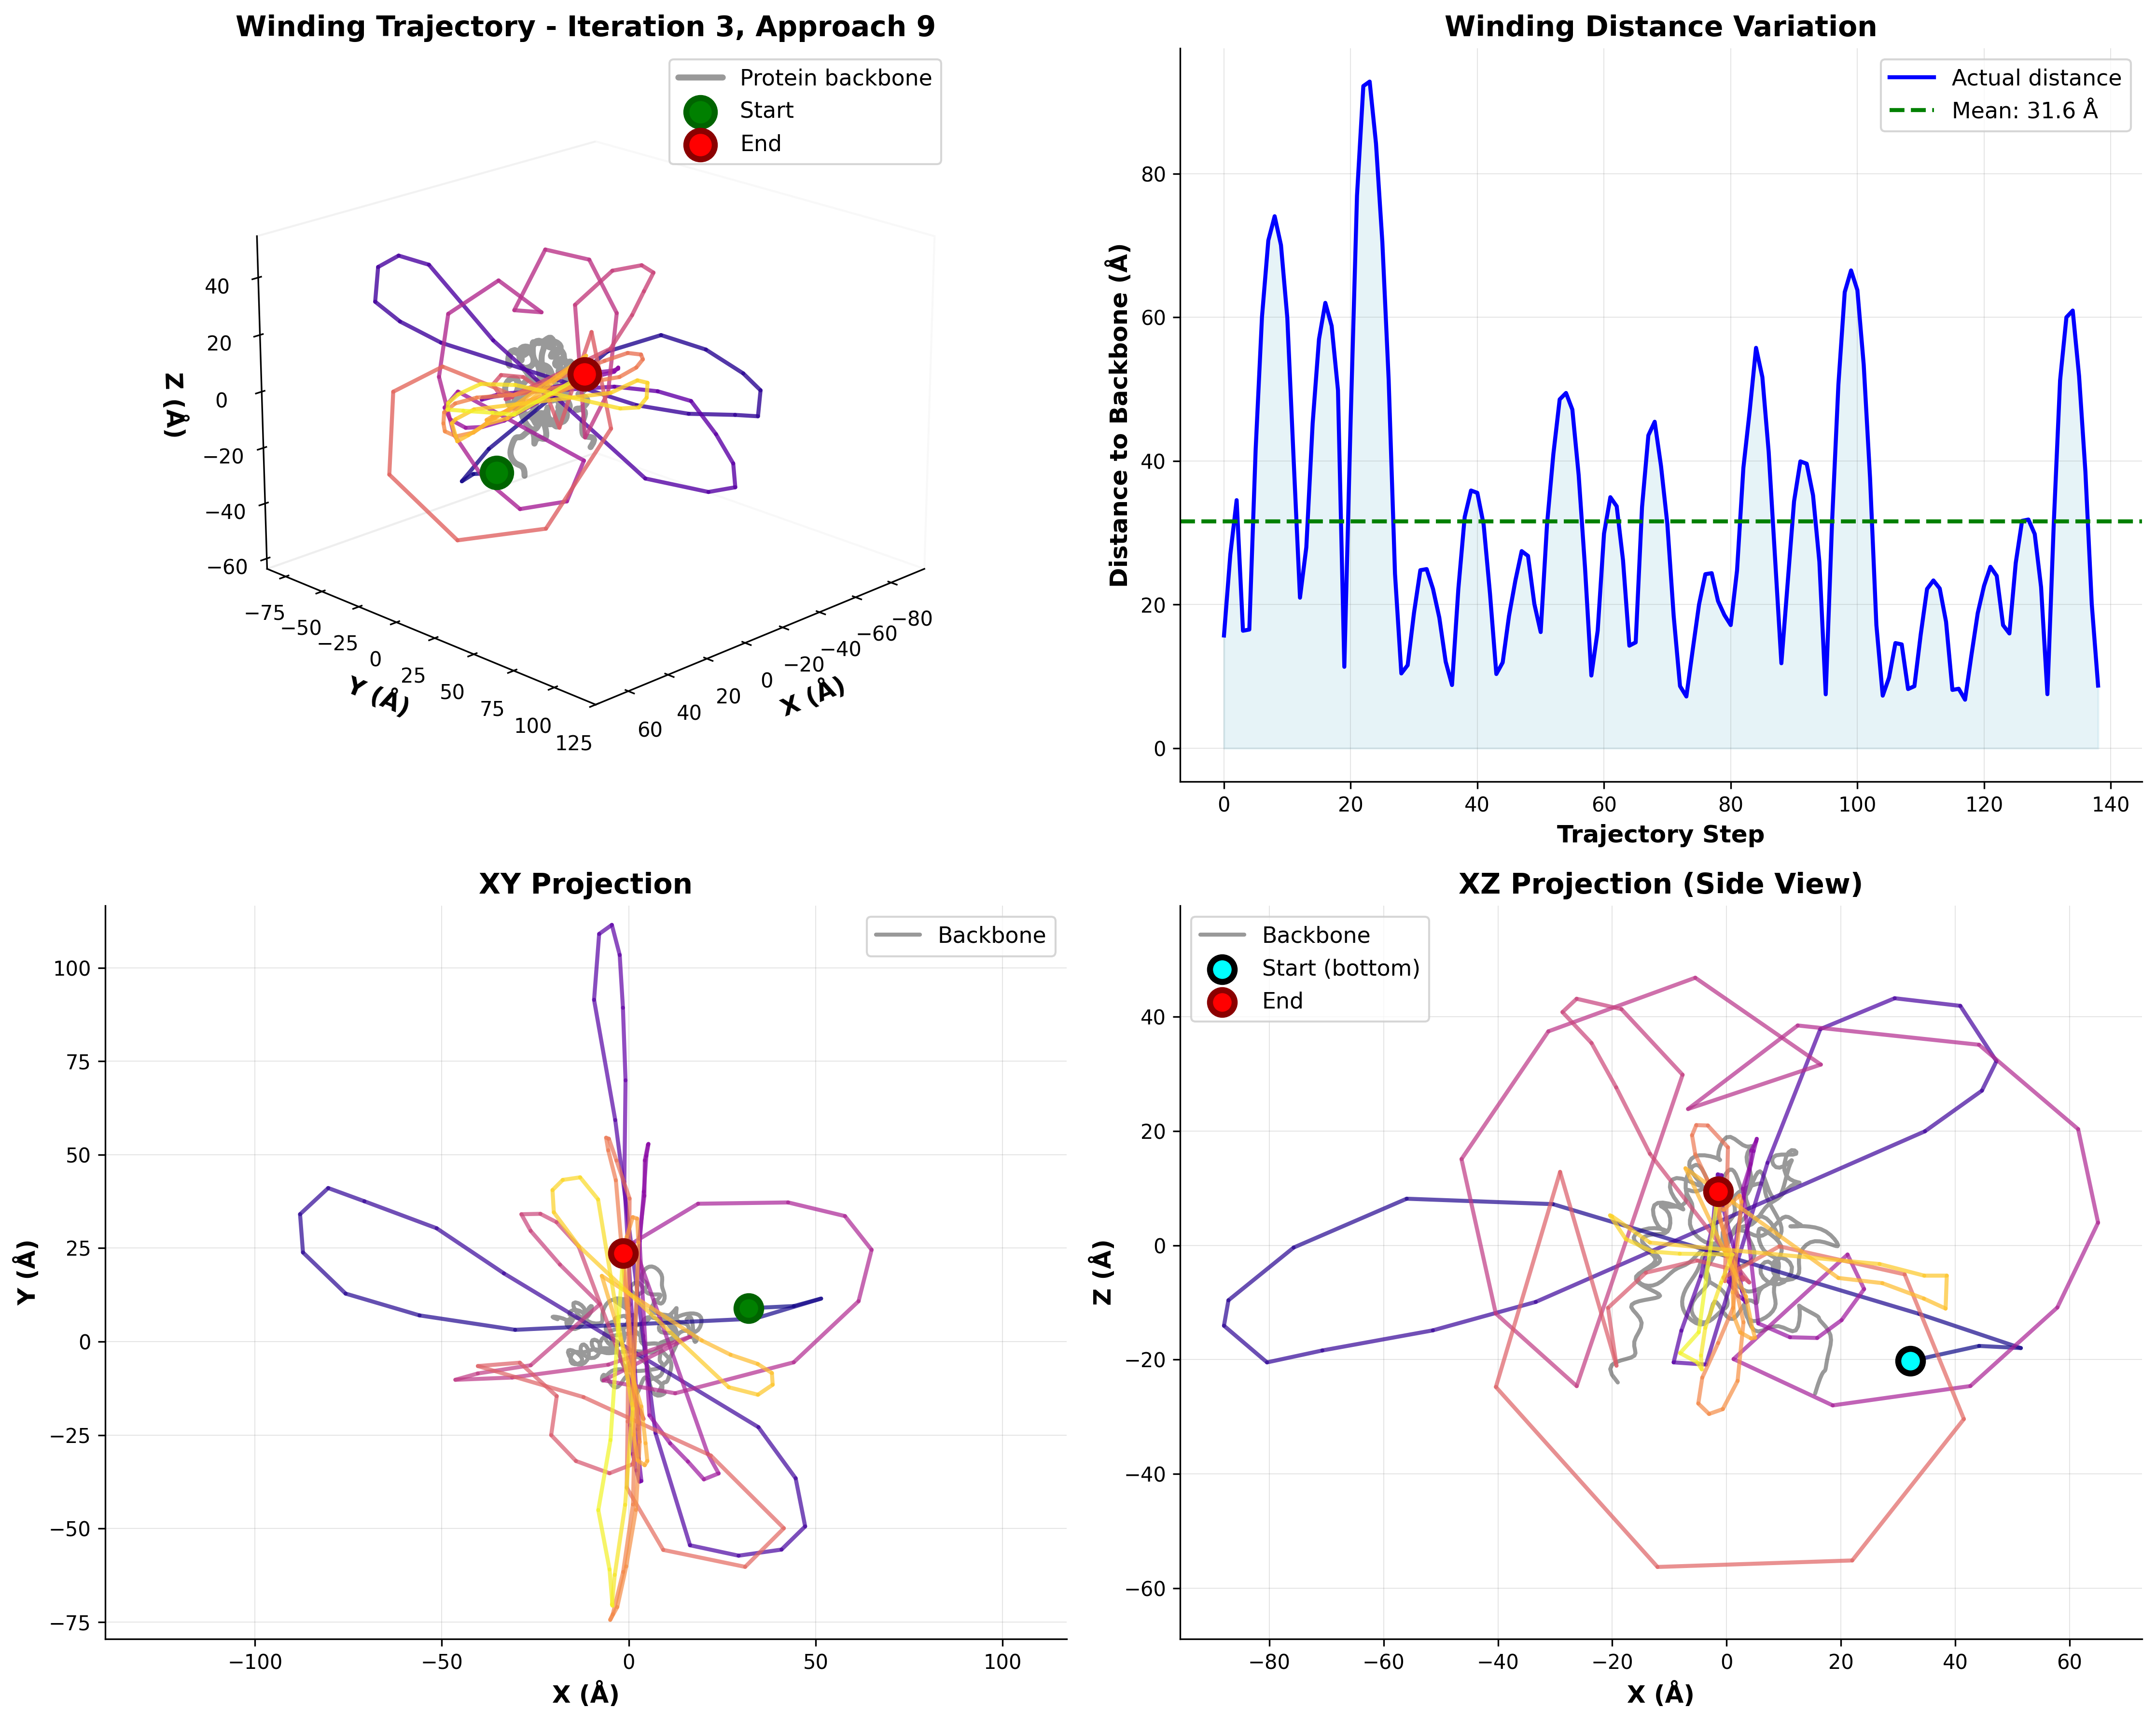 Winding Trajectory - Iteration 3, Approach 9
Protein backbone
Start
End
40
20
0
−20
−40
−60
Z (Å)
−75
−50
−25
0
25
50
75
100
125
Y (Å)
60
40
20
0
−20
−40
−60
−80
X (Å)
Winding Distance Variation
Actual distance
Mean: 31.6 Å
80
60
40
20
0
Distance to Backbone (Å)
0 20 40 60 80 100 120 140
Trajectory Step
XY Projection
Backbone
100
75
50
25
0
−25
−50
−75
Y (Å)
−100 −50 0 50 100
X (Å)
XZ Projection (Side View)
Backbone
Start (bottom)
End
40
20
0
−20
−40
−60
Z (Å)
−80 −60 −40 −20 0 20 40 60
X (Å)